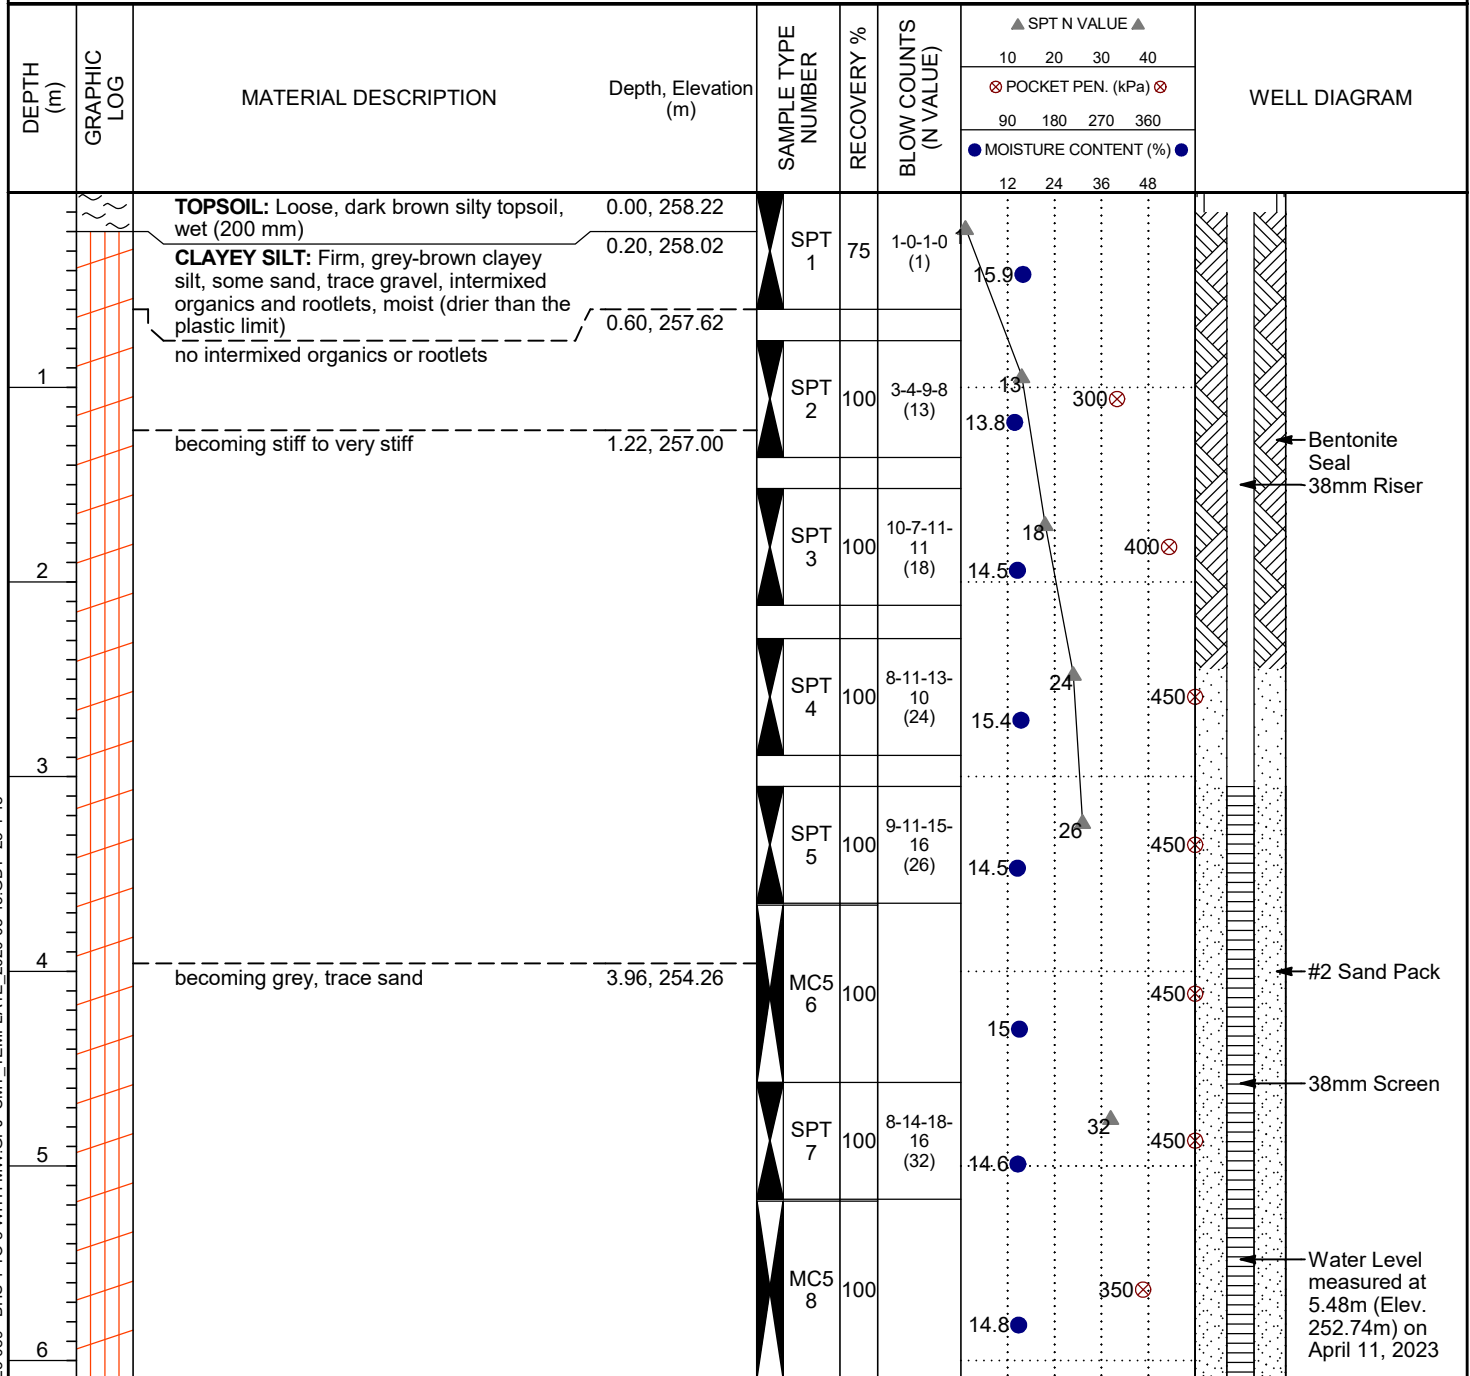 DEPTH
(m)
GRAPHIC
LOG
MATERIAL DESCRIPTION
Depth, Elevation
(m)
SAMPLE TYPE
NUMBER
RECOVERY %
BLOW COUNTS
(N VALUE)
SPT N VALUE
10 20 30 40
POCKET PEN. (kPa)
90 180 270 360
MOISTURE CONTENT (%)
12 24 36 48
WELL DIAGRAM
TOPSOIL: Loose, dark brown silty topsoil,
wet (200 mm)
0.00, 258.22
0.20, 258.02
CLAYEY SILT: Firm, grey-brown clayey
silt, some sand, trace gravel, intermixed
organics and rootlets, moist (drier than the
plastic limit)
0.60, 257.62
no intermixed organics or rootlets
becoming stiff to very stiff
1.22, 257.00
becoming grey, trace sand
3.96, 254.26
1
2
3
4
5
6
SPT
1
75
1-0-1-0
(1)
1
15.9
SPT
2
100
3-4-9-8
(13)
13
300
13.8
SPT
3
100
10-7-11-
11
(18)
18
400
14.5
SPT
4
100
8-11-13-
10
(24)
24
450
15.4
SPT
5
100
9-11-15-
16
(26)
26
450
14.5
MC5
6
100
450
15
SPT
7
100
8-14-18-
16
(32)
32
450
14.6
MC5
8
100
350
14.8
Bentonite
Seal
38mm Riser
#2 Sand Pack
38mm Screen
Water Level
measured at
5.48m (Elev.
252.74m) on
April 11, 2023